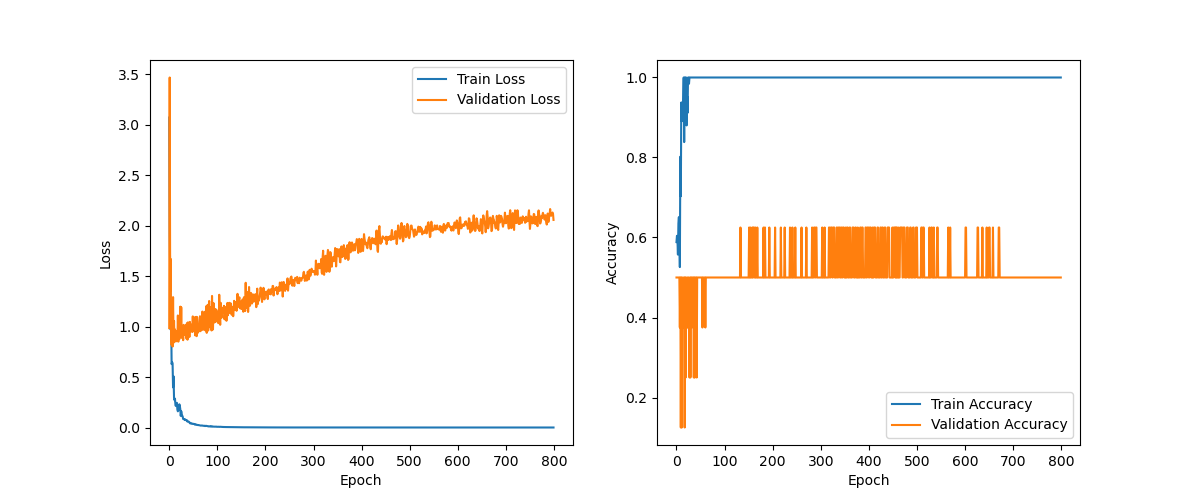 3.5
3.0
2.5
2.0
1.5
1.0
0.5
0.0
Loss
0 100 200 300 400 500 600 700 800
Epoch
Train Loss
Validation Loss
1.0
0.8
0.6
0.4
0.2
Accuracy
0 100 200 300 400 500 600 700 800
Epoch
Train Accuracy
Validation Accuracy